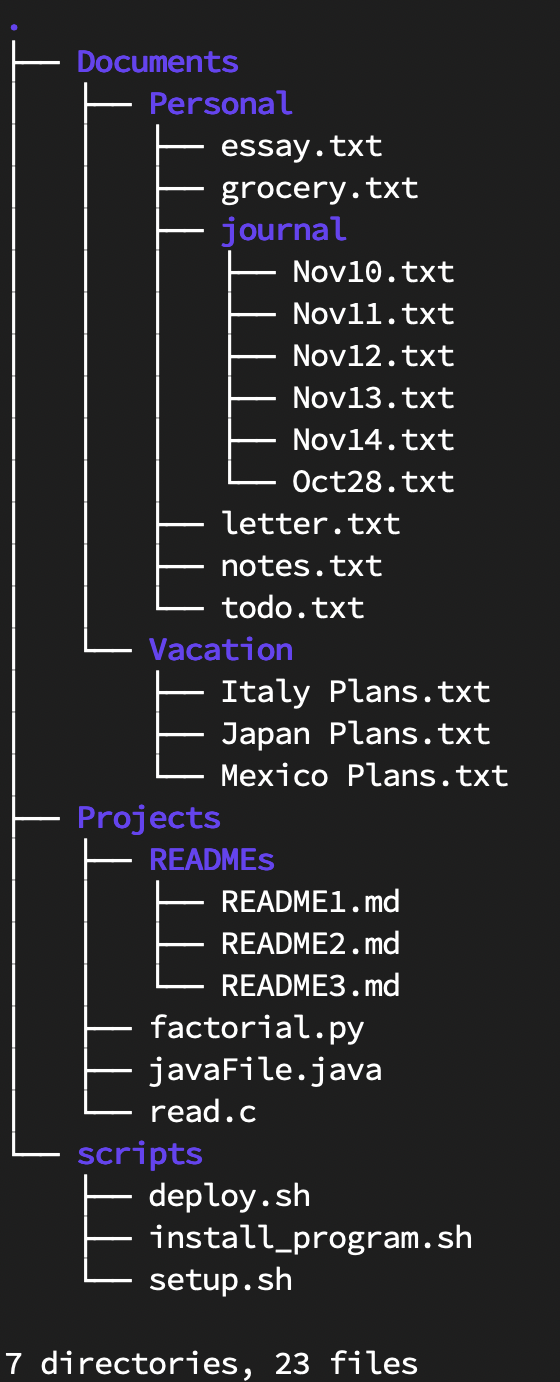 .
├── Documents
│   ├── Personal
│   │   ├── essay.txt
│   │   ├── grocery.txt
│   │   ├── journal
│   │   │   ├── Nov10.txt
│   │   │   ├── Nov11.txt
│   │   │   ├── Nov12.txt
│   │   │   ├── Nov13.txt
│   │   │   ├── Nov14.txt
│   │   │   └── Oct28.txt
│   │   ├── letter.txt
│   │   ├── notes.txt
│   │   └── todo.txt
│   └── Vacation
│       ├── Italy Plans.txt
│       ├── Japan Plans.txt
│       └── Mexico Plans.txt
├── Projects
│   ├── READMEs
│   │   ├── README1.md
│   │   ├── README2.md
│   │   └── README3.md
│   ├── factorial.py
│   ├── javaFile.java
│   └── read.c
└── scripts
    ├── deploy.sh
    ├── install_program.sh
    └── setup.sh

7 directories, 23 files